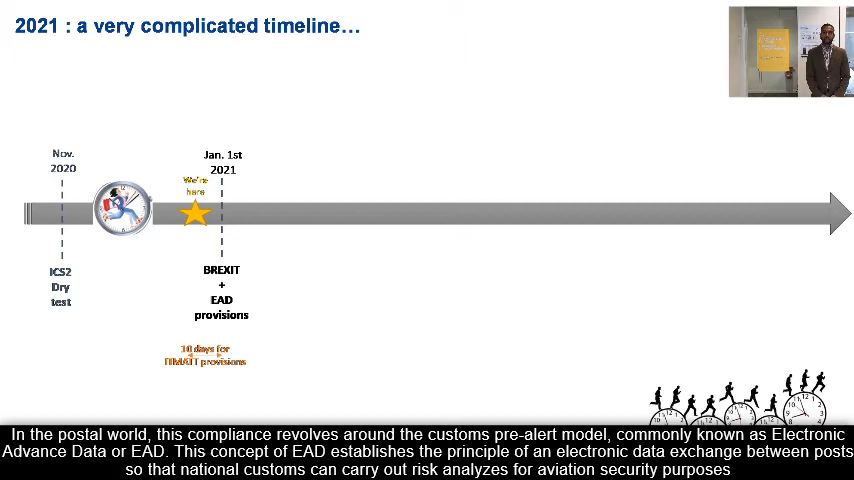 2021 : a very complicated timeline…
Nov.
2020
We're
here
Jan. 1st
2021
ICS2
Dry
test
BREXIT
+
EAD
provisions
10 days for
provisions
In the postal world, this compliance revolves around the customs pre-alert model, commonly known as Electronic
Advance Data or EAD. This concept of EAD establishes the principle of an electronic data exchange between posts
so that national customs can carry out risk analyzes for aviation security purposes